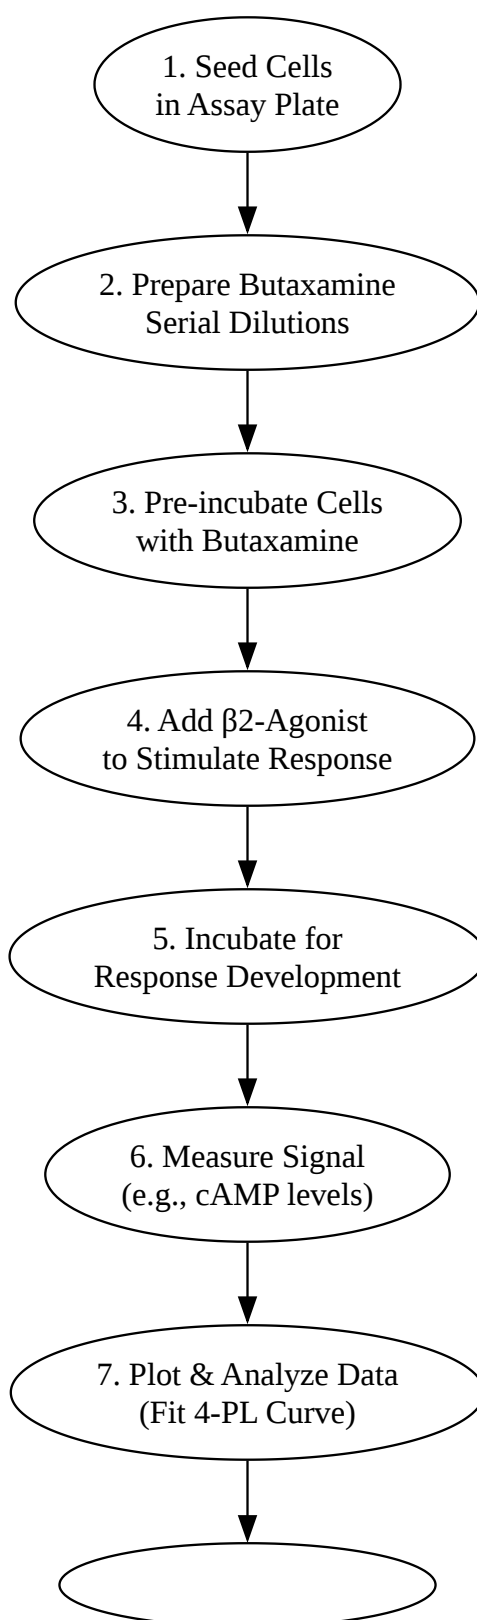 1. Seed Cells
in Assay Plate
2. Prepare Butaxamine
Serial Dilutions
3. Pre-incubate Cells
with Butaxamine
4. Add β2-Agonist
to Stimulate Response
5. Incubate for
Response Development
6. Measure Signal
(e.g., cAMP levels)
7. Plot & Analyze Data
(Fit 4-PL Curve)